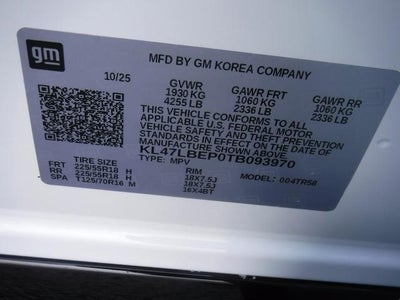 gm
MFD BY GM KOREA COMPANY
10/25 GVWR GAWR FRT GAWR RR
1930 KG 1060 KG 1060 KG
4255 LB 2336 LB 2336 LB
THIS VEHICLE CONFORMS TO ALL
APPLICABLE U.S. FEDERAL MOTOR
VEHICLE SAFETY AND THEFT PREVENTION
STANDARDS IN EFFECT ON THE DATE OF
MANUFACTURE SHOWN ABOVE.
KL47LBEP0TB093970
TYPE: MPV MODEL: 004TR58
TIRE SIZE RIM
FRT 225/55R18 H 18X7.5J
RR 225/55R18 H 18X7.5J
SPA T125/70R16 M 16X4BT